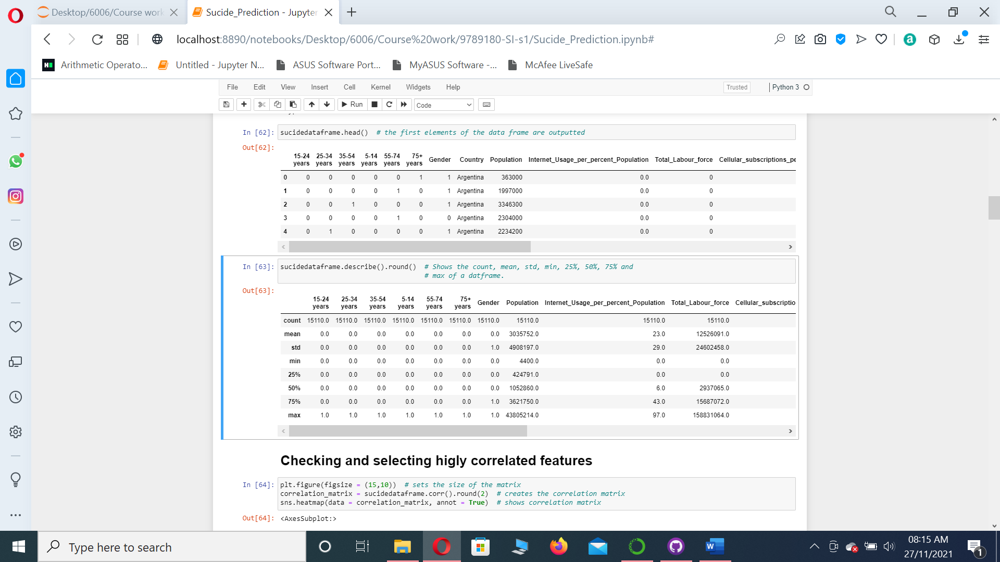 Desktop/6006/Course work
Sucide_Prediction - Jupyter
localhost:8890/notebooks/Desktop/6006/Course%20work/9789180-SI-s1/Sucide_Prediction.ipynb#
Arithmetic Operato... Untitled - Jupyter N... ASUS Software Port... MyASUS Software -... McAfee LiveSafe
File Edit View Insert Cell Kernel Widgets Help Trusted Python 3
Run Code
In [62]: sucidedataframe.head() # the first elements of the data frame are outputted
Out[62]:
15-24 years 25-34 years 35-54 years 5-14 years 55-74 years 75+ years Gender Country Population Internet_Usage_per_percent_Population Total_Labour_force Cellular_subscriptions_pe
0 0 0 0 0 0 1 1 Argentina 363000 0.0 0
1 0 0 0 0 1 0 1 Argentina 1997000 0.0 0
2 0 0 1 0 0 0 1 Argentina 3346300 0.0 0
3 0 0 0 0 1 0 0 Argentina 2304000 0.0 0
4 0 1 0 0 0 0 1 Argentina 2234200 0.0 0
In [63]: sucidedataframe.describe().round() # Shows the count, mean, std, min, 25%, 50%, 75% and
# max of a datframe.
Out[63]:
15-24 years 25-34 years 35-54 years 5-14 years 55-74 years 75+ years Gender Population Internet_Usage_per_percent_Population Total_Labour_force Cellular_subscriptio
count 15110.0 15110.0 15110.0 15110.0 15110.0 15110.0 15110.0 15110.0 15110.0 15110.0
mean 0.0 0.0 0.0 0.0 0.0 0.0 0.0 3035752.0 23.0 12526091.0
std 0.0 0.0 0.0 0.0 0.0 0.0 1.0 4908197.0 29.0 24602458.0
min 0.0 0.0 0.0 0.0 0.0 0.0 0.0 4400.0 0.0 0.0
25% 0.0 0.0 0.0 0.0 0.0 0.0 0.0 424791.0 0.0 0.0
50% 0.0 0.0 0.0 0.0 0.0 0.0 0.0 1052860.0 6.0 2937065.0
75% 0.0 0.0 0.0 0.0 0.0 0.0 1.0 3621750.0 43.0 15687072.0
max 1.0 1.0 1.0 1.0 1.0 1.0 1.0 43805214.0 97.0 158831064.0
Checking and selecting higly correlated features
In [64]: plt.figure(figsize = (15,10)) # sets the size of the matrix
correlation_matrix = sucidedataframe.corr().round(2) # creates the correlation matrix
sns.heatmap(data = correlation_matrix, annot = True) # shows correlation matrix
Out[64]: <AxesSubplot:>
Type here to search
08:15 AM
27/11/2021
1